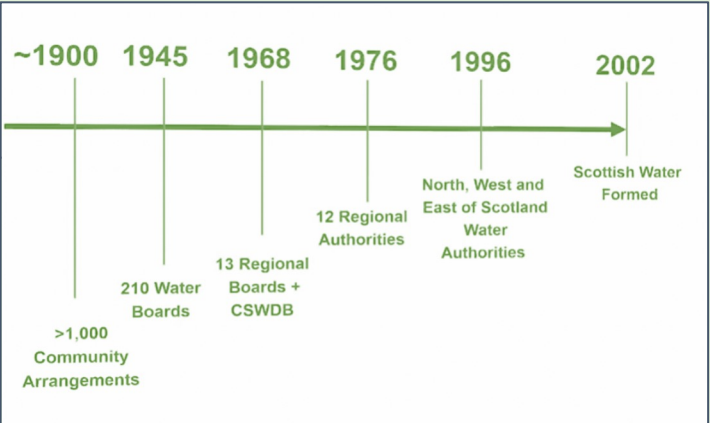 ~1900
1945
1968
1976
1996
2002
>1,000
Community
Arrangements
210 Water
Boards
13 Regional
Boards +
CSWDB
12 Regional
Authorities
North, West and
East of Scotland
Water
Authorities
Scottish Water
Formed